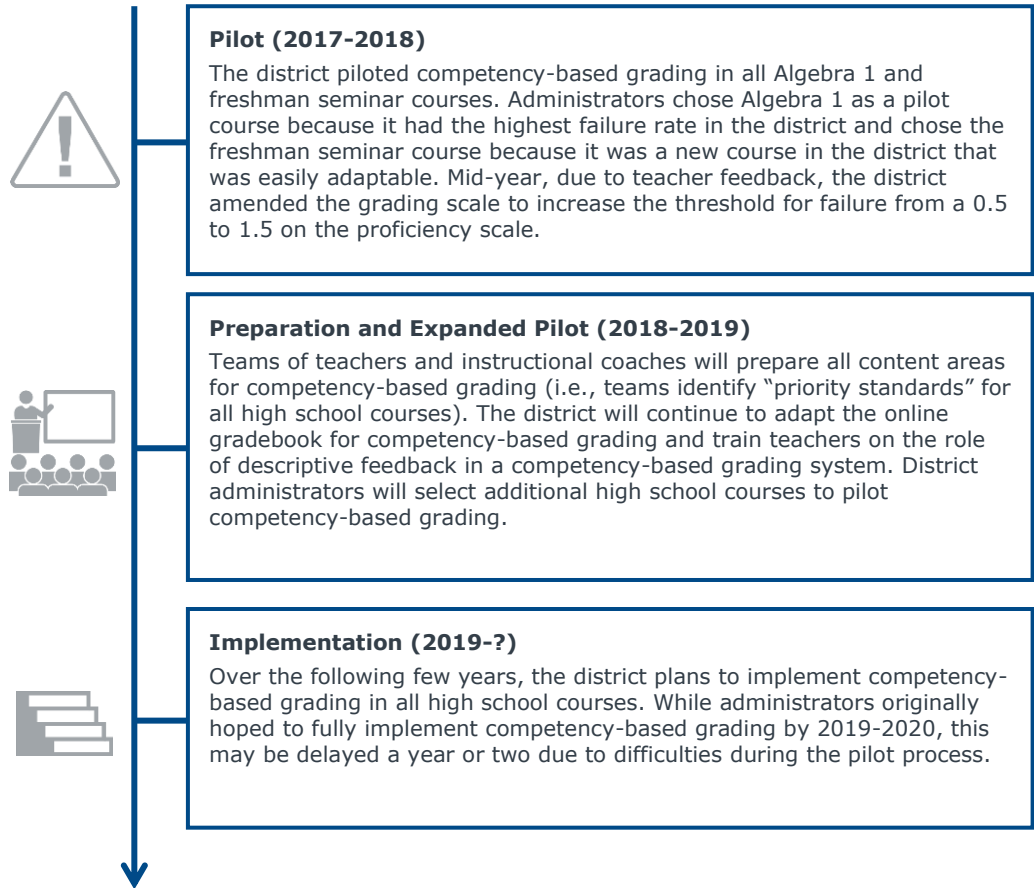 Pilot (2017-2018)
The district piloted competency-based grading in all Algebra 1 and
freshman seminar courses. Administrators chose Algebra 1 as a pilot
course because it had the highest failure rate in the district and chose the
freshman seminar course because it was a new course in the district that
was easily adaptable. Mid-year, due to teacher feedback, the district
amended the grading scale to increase the threshold for failure from a 0.5
to 1.5 on the proficiency scale.
Preparation and Expanded Pilot (2018-2019)
Teams of teachers and instructional coaches will prepare all content areas
for competency-based grading (i.e., teams identify “priority standards” for
all high school courses). The district will continue to adapt the online
gradebook for competency-based grading and train teachers on the role
of descriptive feedback in a competency-based grading system. District
administrators will select additional high school courses to pilot
competency-based grading.
Implementation (2019-?)
Over the following few years, the district plans to implement competency-
based grading in all high school courses. While administrators originally
hoped to fully implement competency-based grading by 2019-2020, this
may be delayed a year or two due to difficulties during the pilot process.